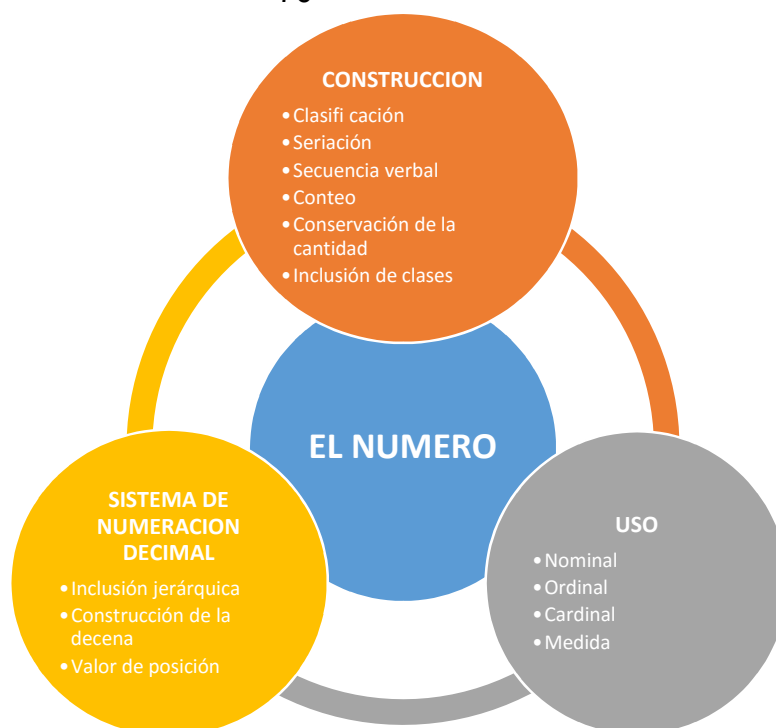 CONSTRUCCION
•Clasifi cación
•Seriación
•Secuencia verbal
•Conteo
•Conservación de la
cantidad
•Inclusión de clases
EL NUMERO
SISTEMA DE
NUMERACION
DECIMAL
•Inclusión jerárquica
•Construcción de la
decena
•Valor de posición
USO
•Nominal
•Ordinal
•Cardinal
•Medida